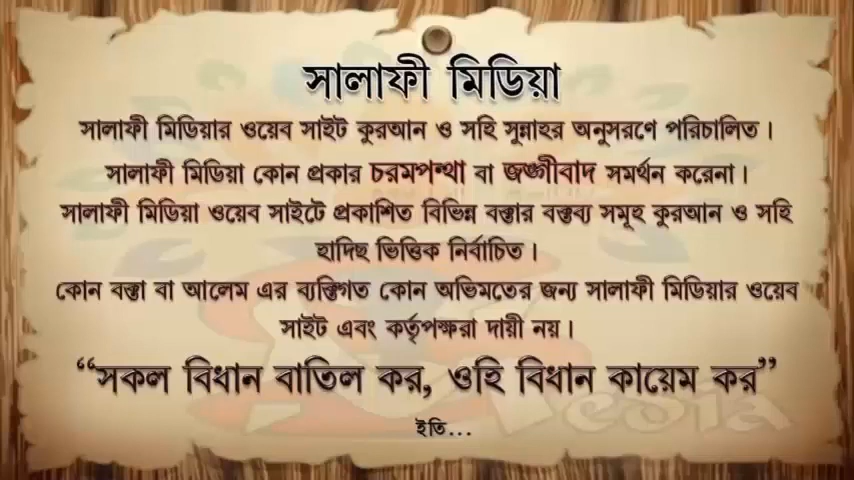 সালাফী মিডিয়া
সালাফী মিডিয়ার ওয়েব সাইট কুরআন ও সহি সুন্নাহর অনুসরণে পরিচালিত।
সালাফী মিডিয়া কোন প্রকার চরমপন্থা বা জঙ্গীবাদ সমর্থন করেনা।
সালাফী মিডিয়া ওয়েব সাইটে প্রকাশিত বিভিন্ন বক্তার বক্তব্য সমূহ কুরআন ও সহি
হাদিছ ভিত্তিক নির্বাচিত।
কোন বক্তা বা আলেম এর ব্যক্তিগত কোন অভিমতের জন্য সালাফী মিডিয়ার ওয়েব
সাইট এবং কর্তৃপক্ষরা দায়ী নয়।
“সকল বিধান বাতিল কর, ওহি বিধান কায়েম কর”
ইতি...